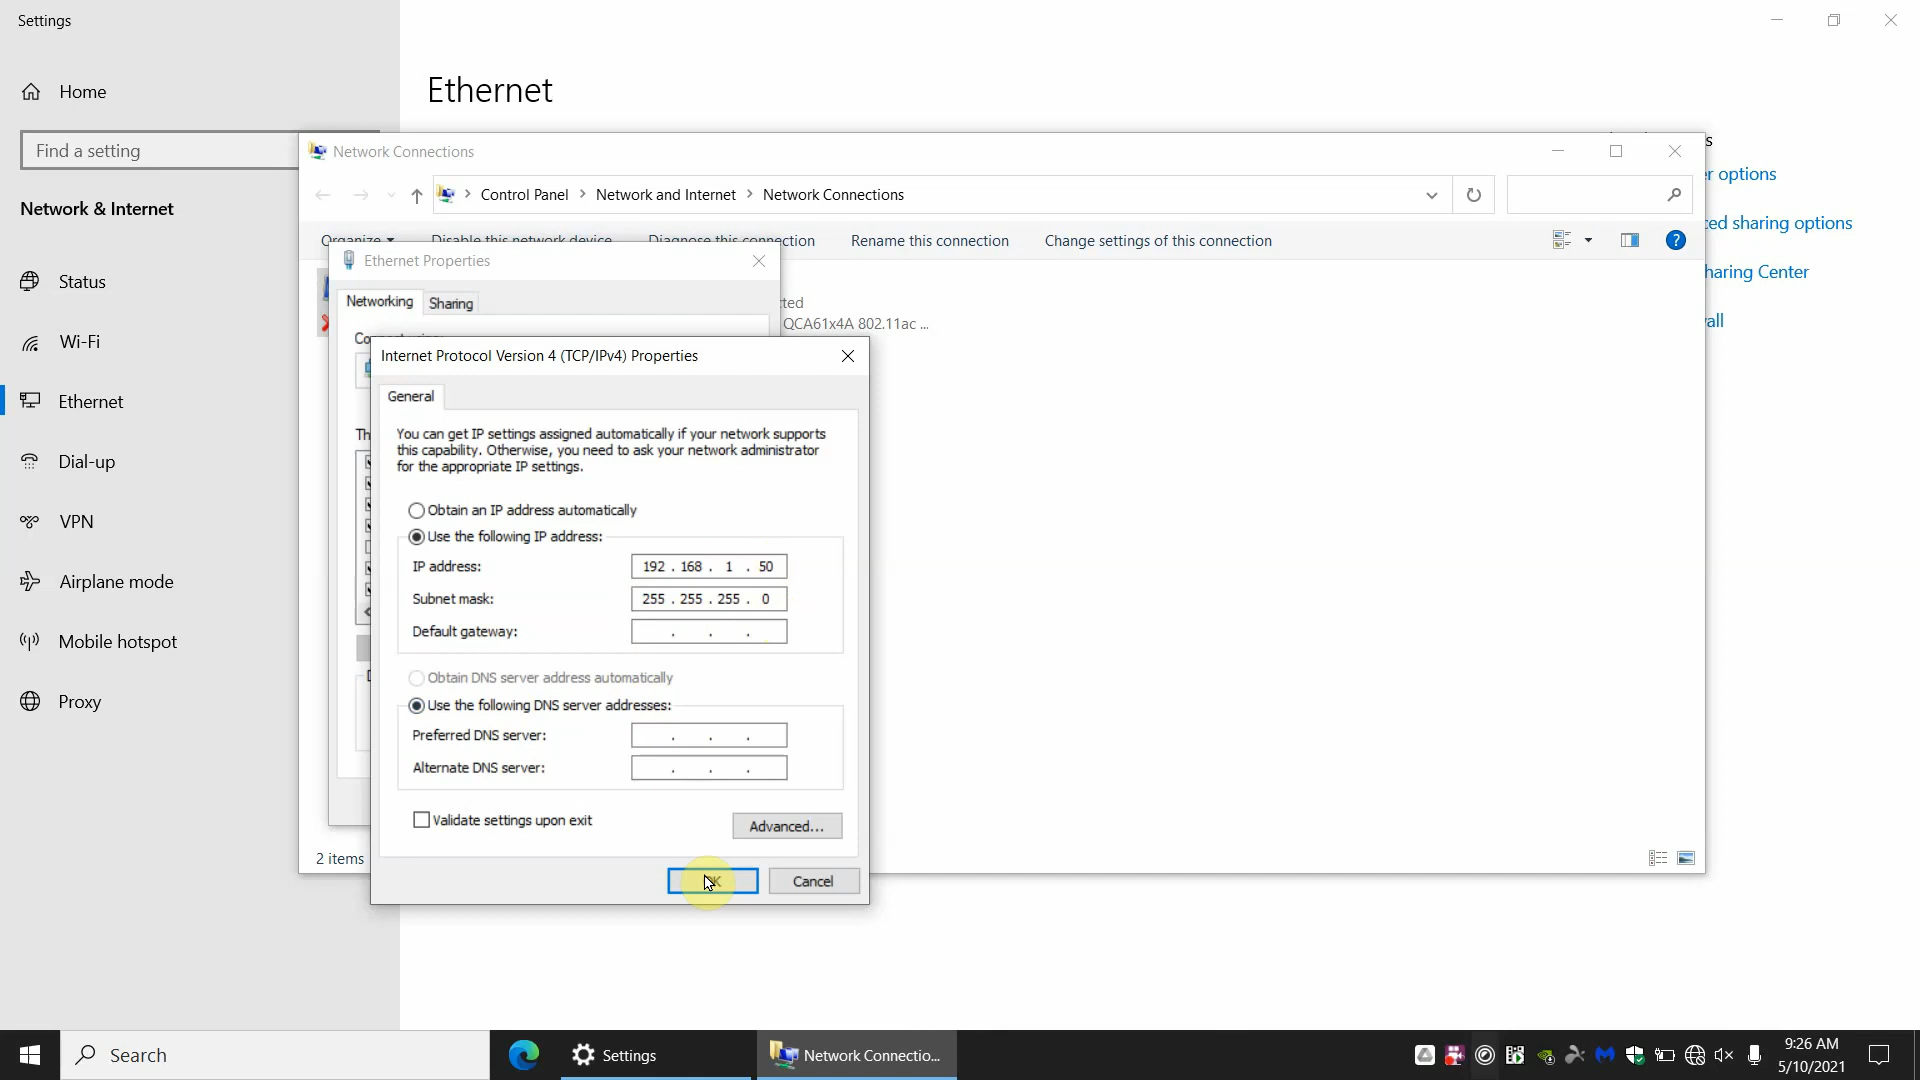 Settings
Home
Find a setting
Network & Internet
Status
Wi-Fi
Ethernet
Dial-up
VPN
Airplane mode
Mobile hotspot
Proxy
Ethernet
s
r options
ced sharing options
haring Center
all
Network Connections
Control Panel > Network and Internet > Network Connections
Organize Disable this network device Diagnose this connection Rename this connection Change settings of this connection
cted
QCA61x4A 802.11ac ...
2 items
Ethernet Properties
Networking Sharing
Th
Internet Protocol Version 4 (TCP/IPv4) Properties
General
You can get IP settings assigned automatically if your network supports
this capability. Otherwise, you need to ask your network administrator
for the appropriate IP settings.
Obtain an IP address automatically
Use the following IP address:
IP address: 192 . 168 . 1 . 50
Subnet mask: 255 . 255 . 255 . 0
Default gateway: . . .
Obtain DNS server address automatically
Use the following DNS server addresses:
Preferred DNS server: . . .
Alternate DNS server: . . .
Validate settings upon exit
Advanced...
OK Cancel
Search
Settings
Network Connectio...
9:26 AM
5/10/2021